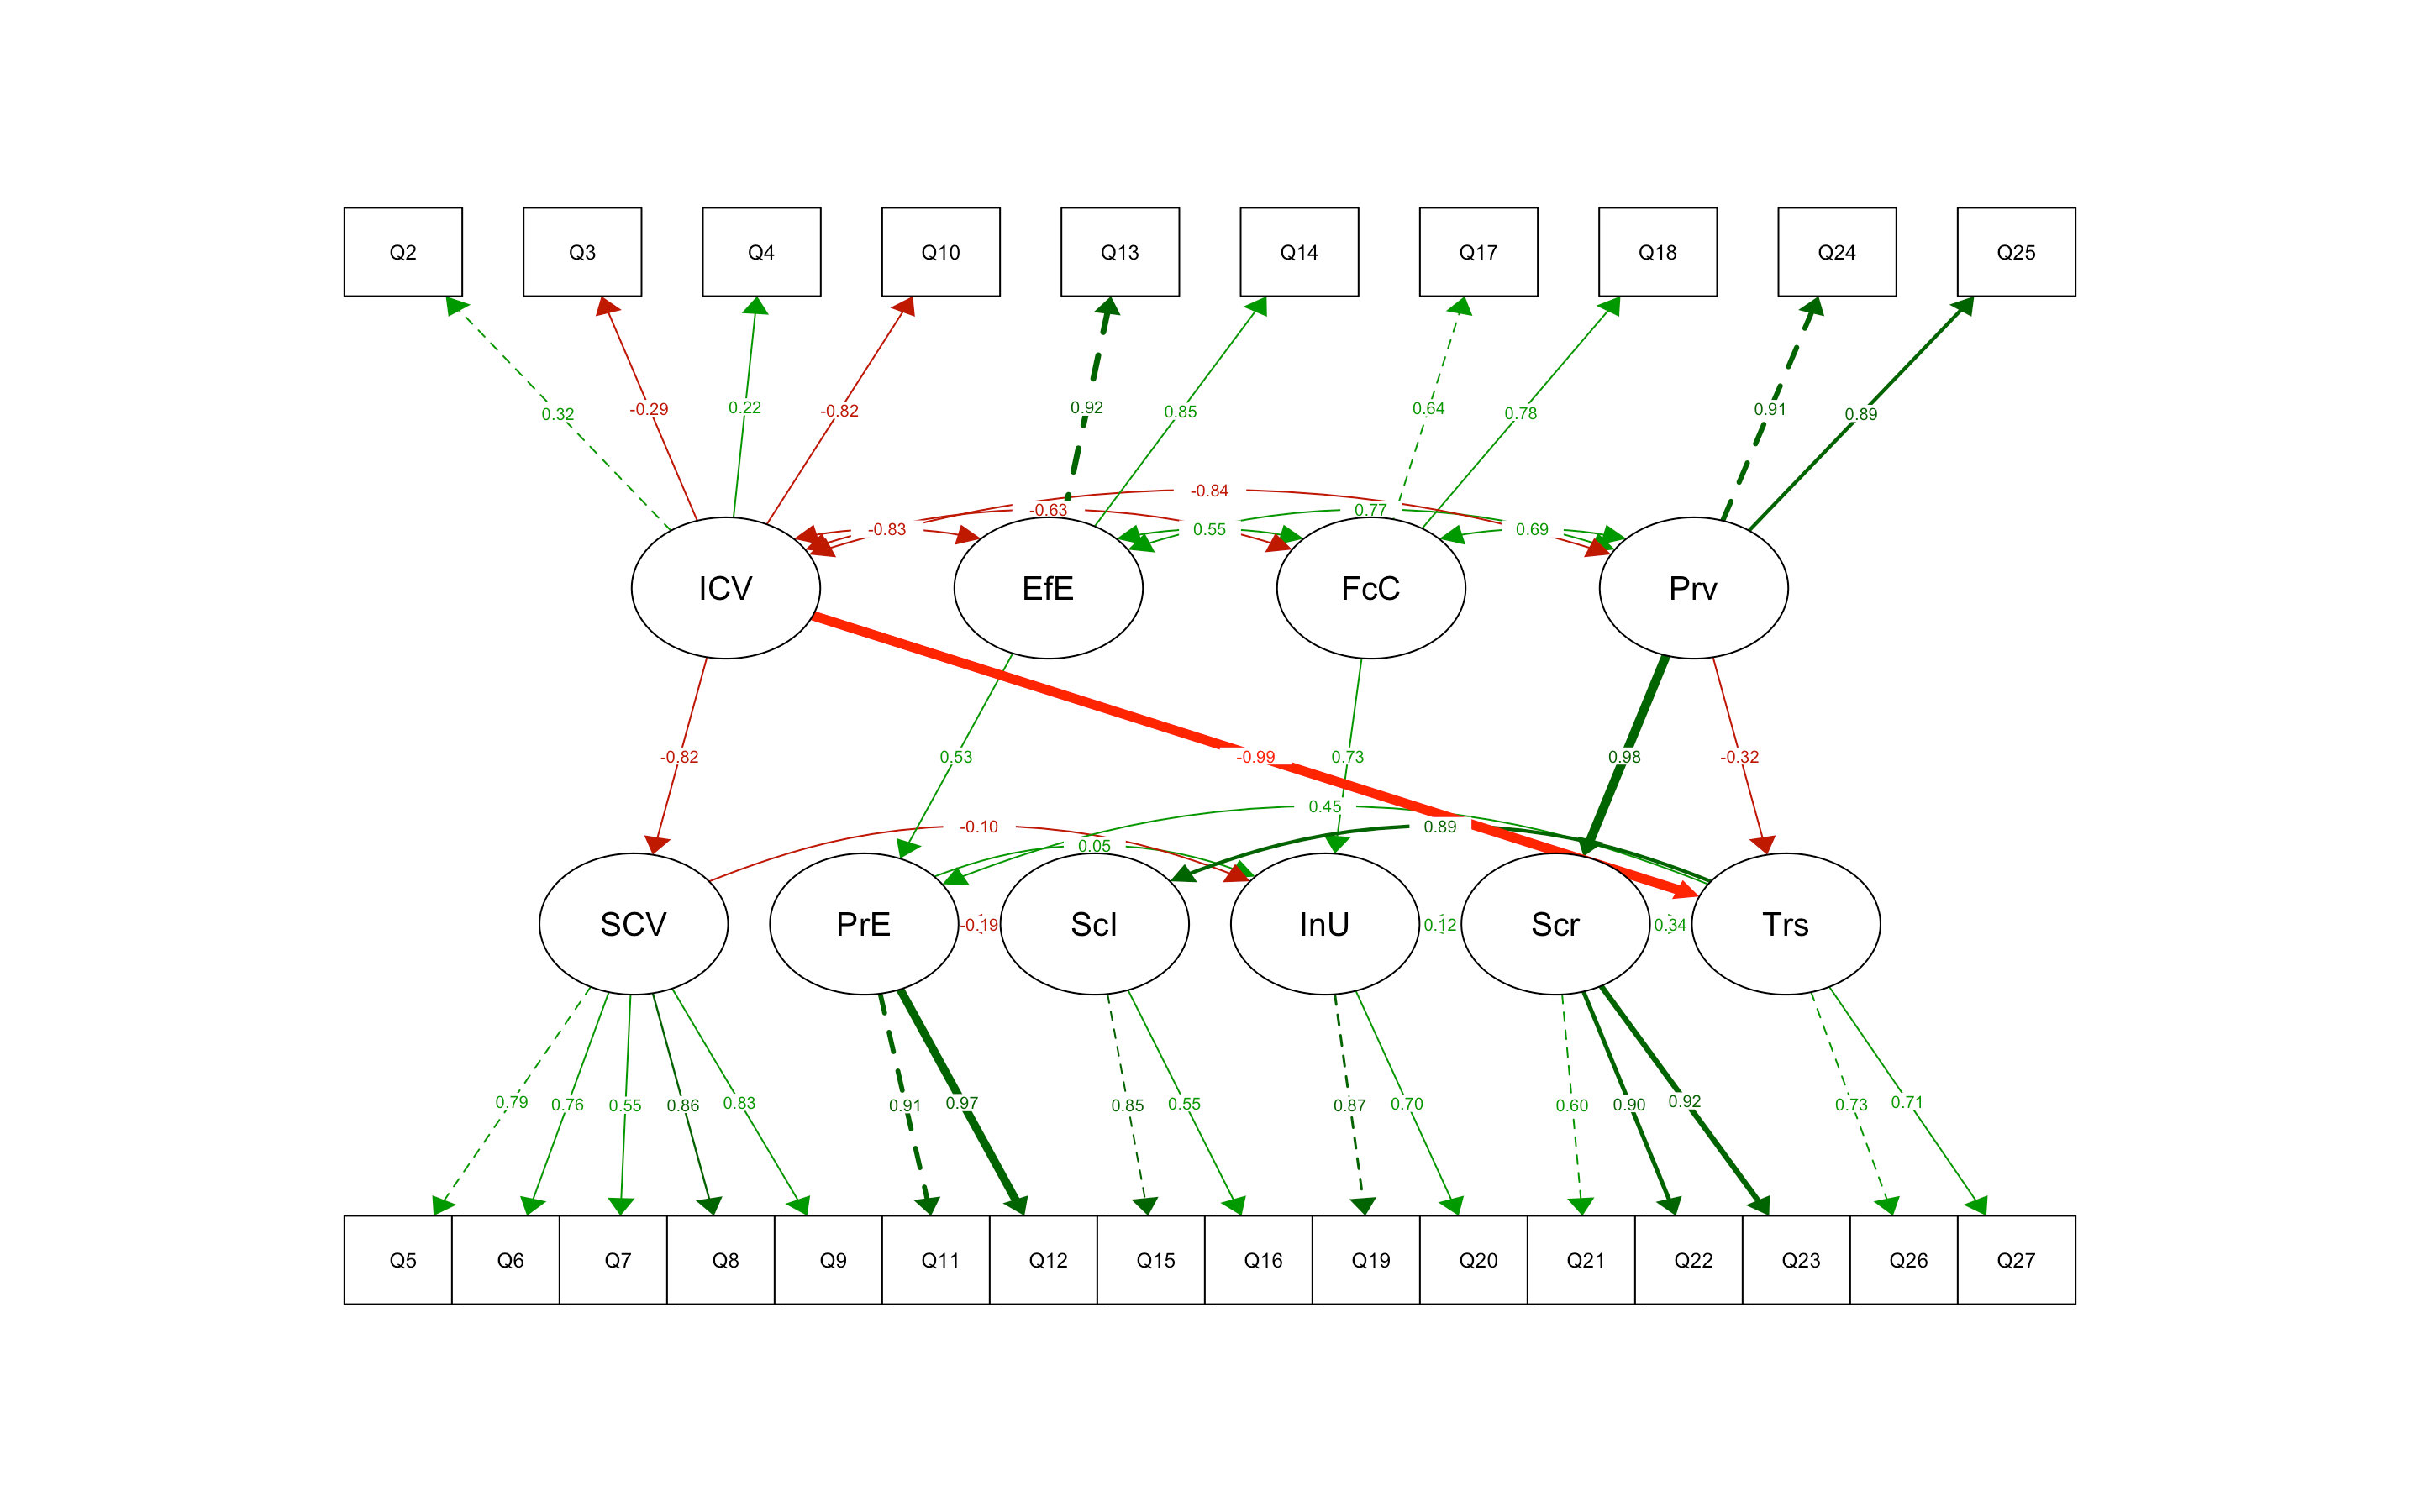 Q2 Q3 Q4 Q10 Q13 Q14 Q17 Q18 Q24 Q25
0.32 -0.29 0.22 -0.82 0.92 0.85 0.64 0.78 0.91 0.89
-0.84
-0.63 0.77
-0.83 0.55 0.69
ICV EfE FcC Prv
-0.82 0.53 -0.99 0.73 0.98 -0.32
0.45
-0.10 0.89
0.05
SCV PrE -0.19 ScI InU 0.12 Scr 0.34 Trs
0.79 0.76 0.55 0.86 0.83 0.91 0.97 0.85 0.55 0.87 0.70 0.60 0.90 0.92 0.73 0.71
Q5 Q6 Q7 Q8 Q9 Q11 Q12 Q15 Q16 Q19 Q20 Q21 Q22 Q23 Q26 Q27